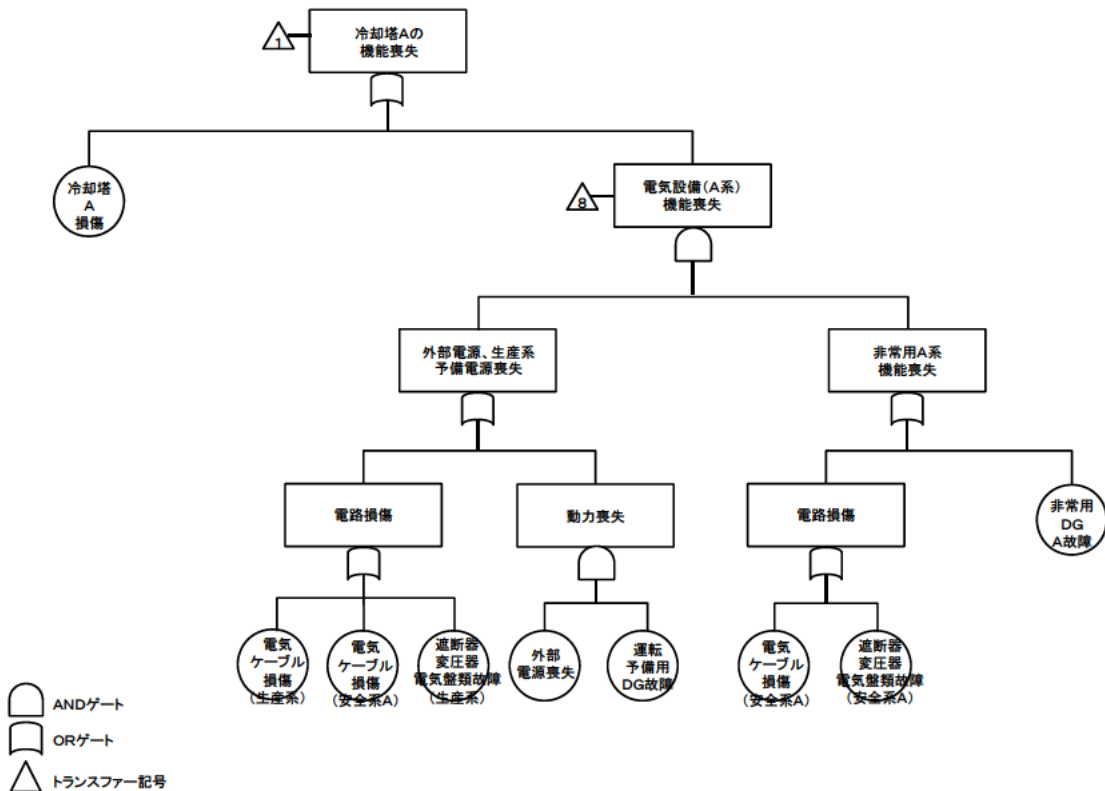 1
冷却塔Aの
機能喪失
冷却塔
A
損傷
8
電気設備(A系)
機能喪失
外部電源、生産系
予備電源喪失
非常用A系
機能喪失
電路損傷
動力喪失
電路損傷
非常用
DG
A故障
電気
ケーブル
損傷
(生産系)
電気
ケーブル
損傷
(安全系A)
遮断器
変圧器
電気盤類故障
(生産系)
外部
電源喪失
運転
予備用
DG故障
電気
ケーブル
損傷
(安全系A)
遮断器
変圧器
電気盤類故障
(安全系A)
ANDゲート
ORゲート
トランスファー記号